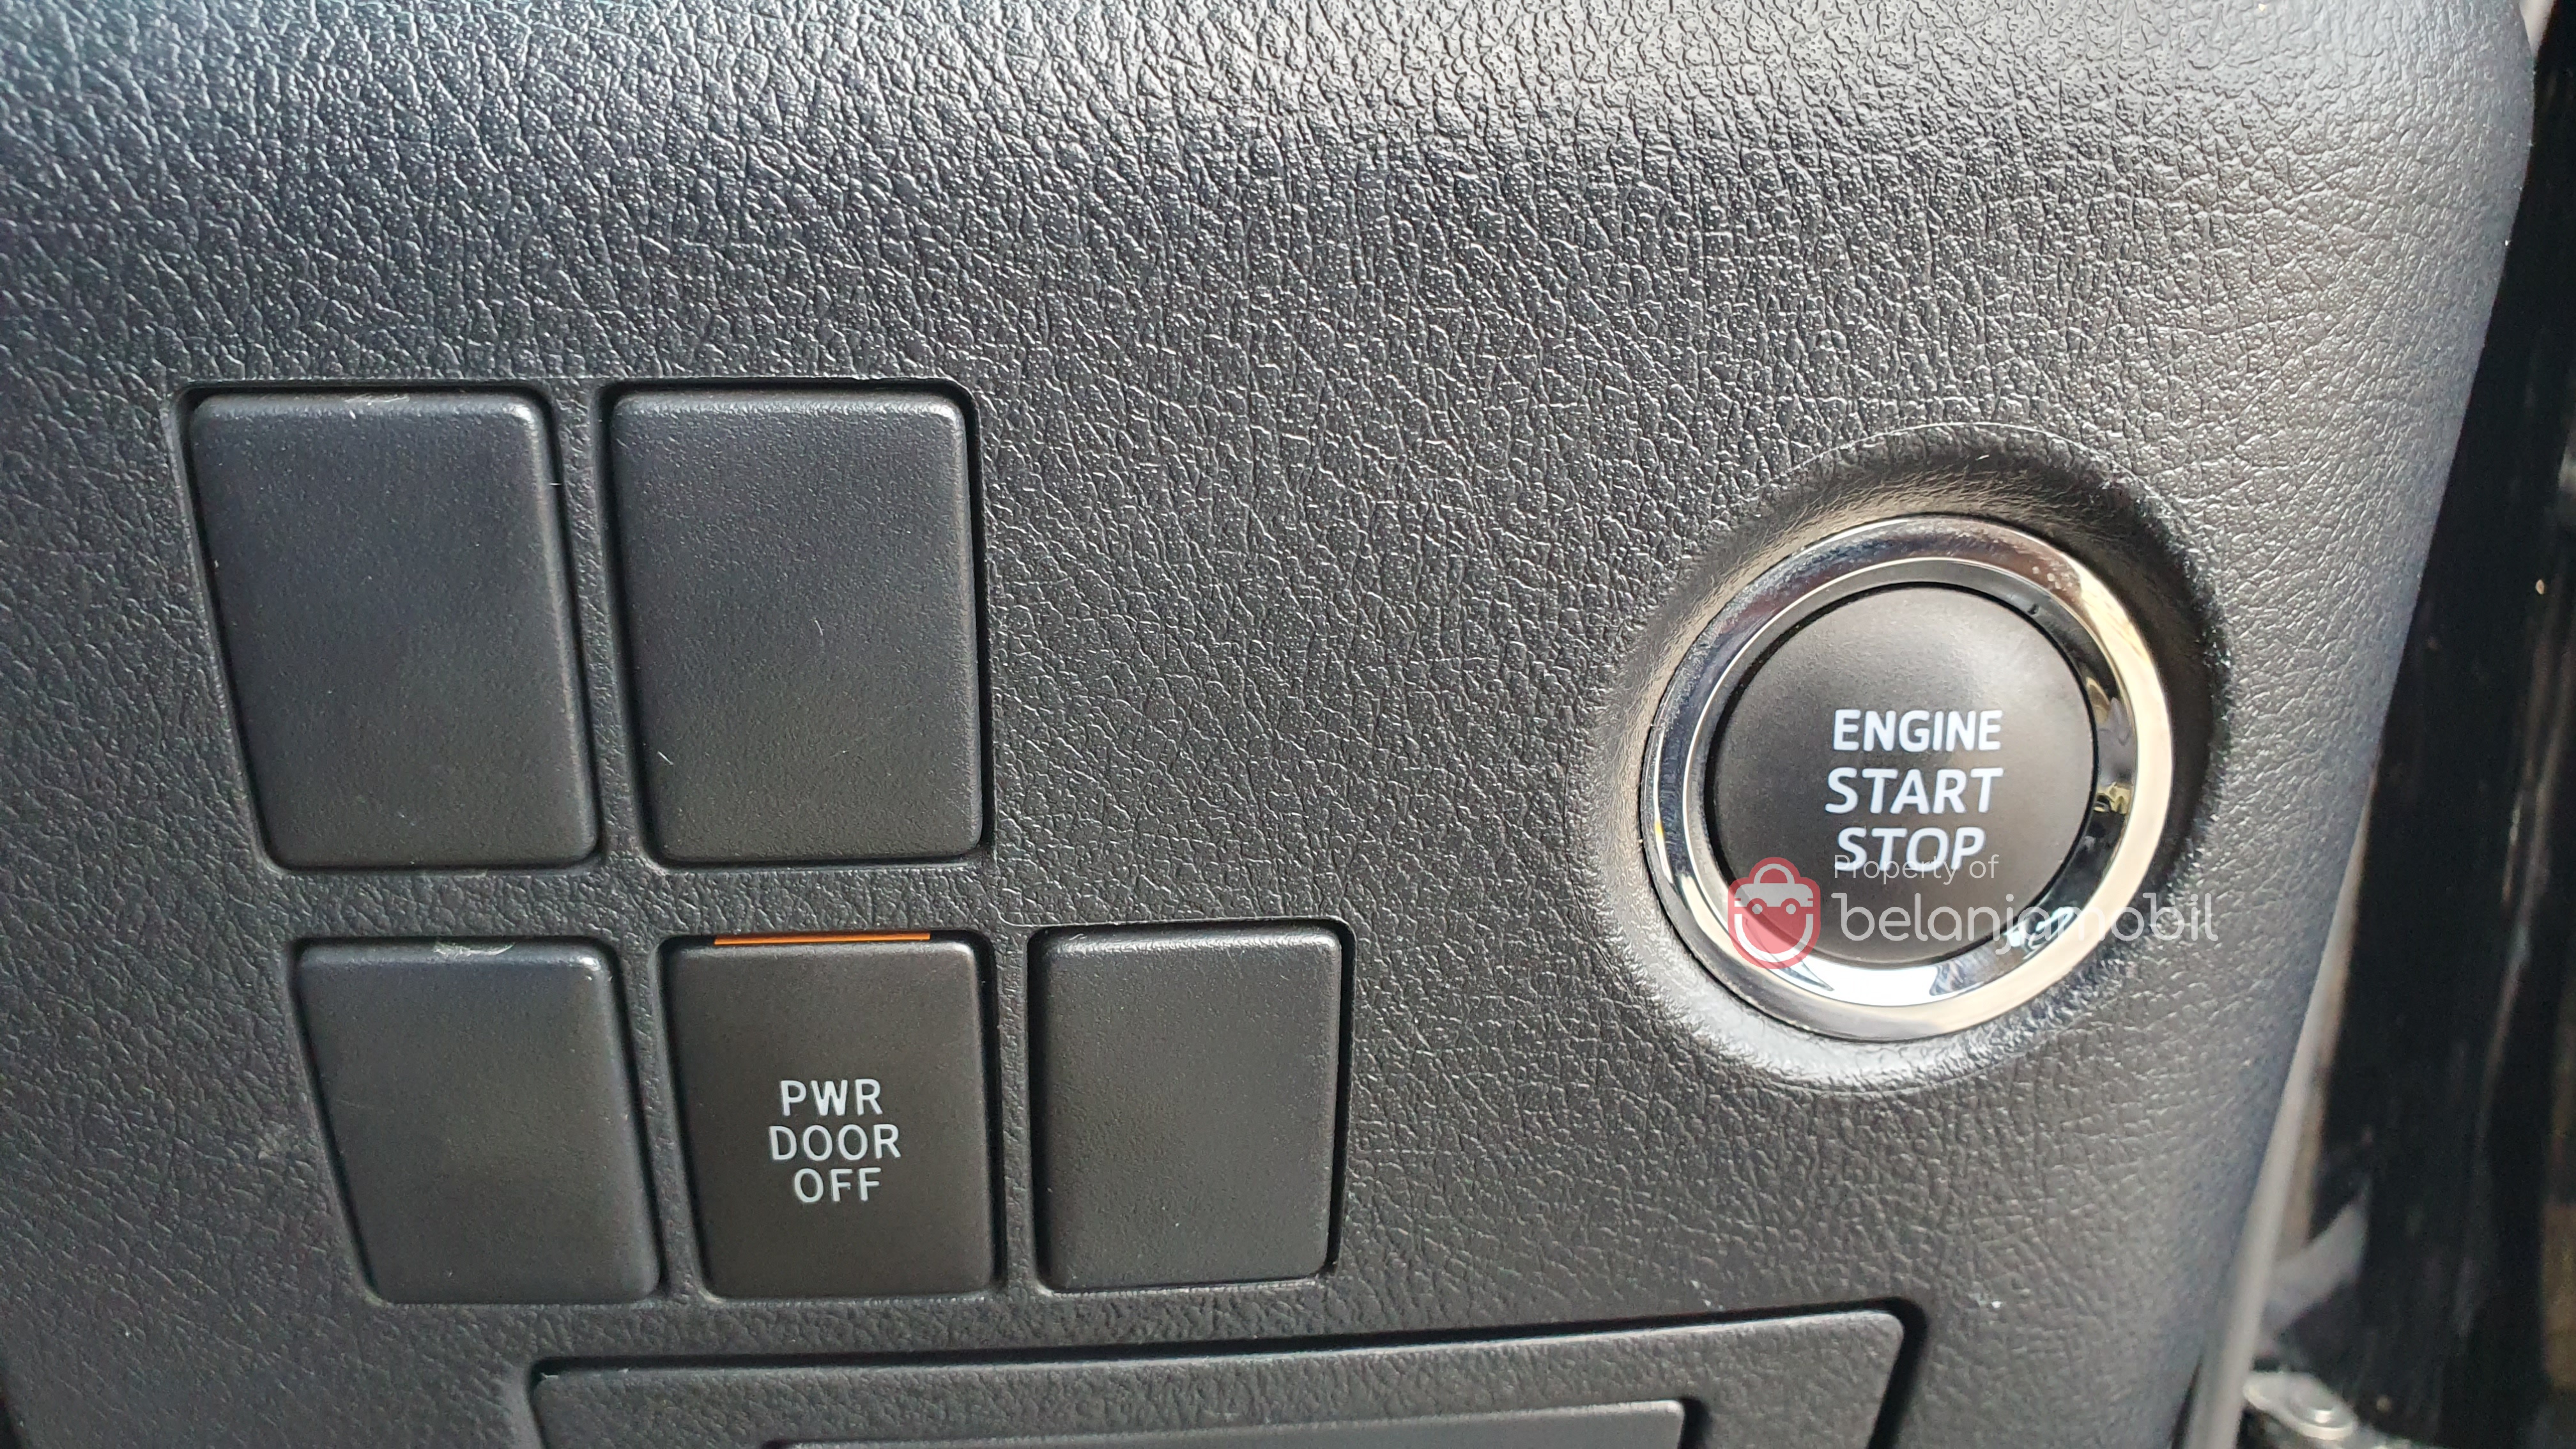 ENGINE
START
STOP
Property of
belanjamobil
PWR
DOOR
OFF